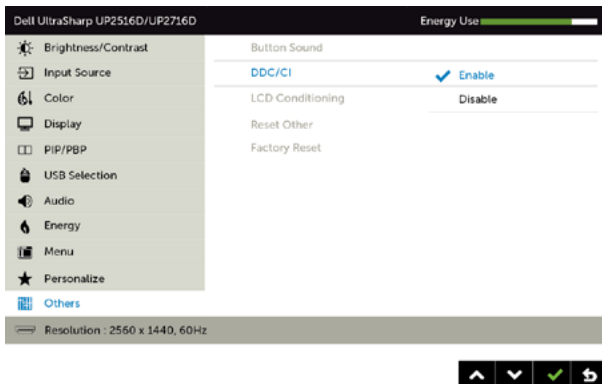 Dell UltraSharp UP2516D/UP2716D Energy Use
Brightness/Contrast Button Sound
Input Source DDC/CI Enable
Color LCD Conditioning Disable
Display Reset Other
PIP/PBP Factory Reset
USB Selection
Audio
Energy
Menu
Personalize
Others
Resolution : 2560 x 1440, 60Hz